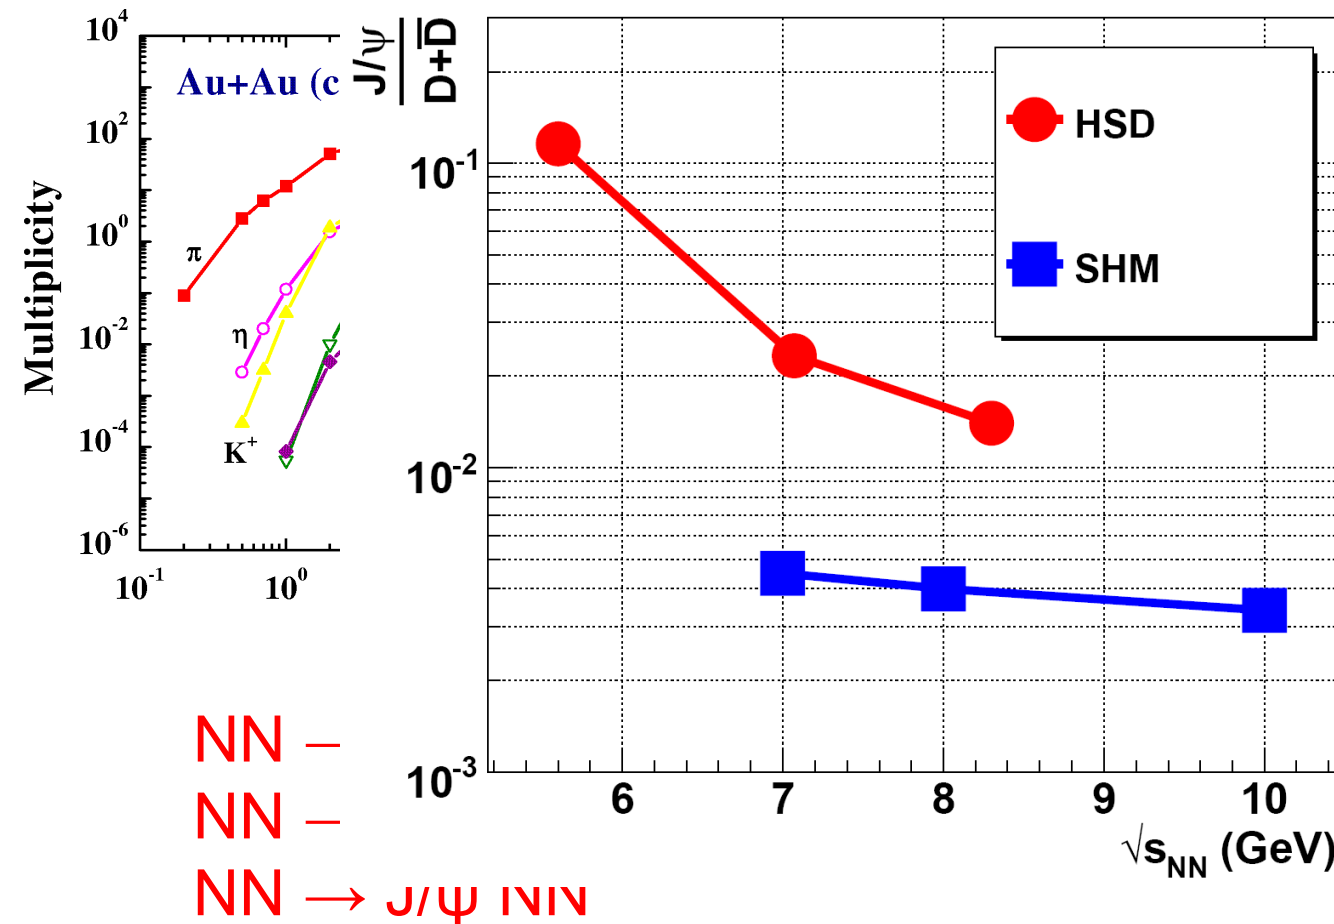 10^4
10^2
10^0
10^-2
10^-4
10^-6
10^-1
10^0
Multiplicity
Au+Au (c
π
η
K^+
J/ψ
D+D̅
10^-1
10^-2
10^-3
HSD
SHM
6 7 8 9 10
√s_NN (GeV)
NN –
NN –
NN → J/ψ NN